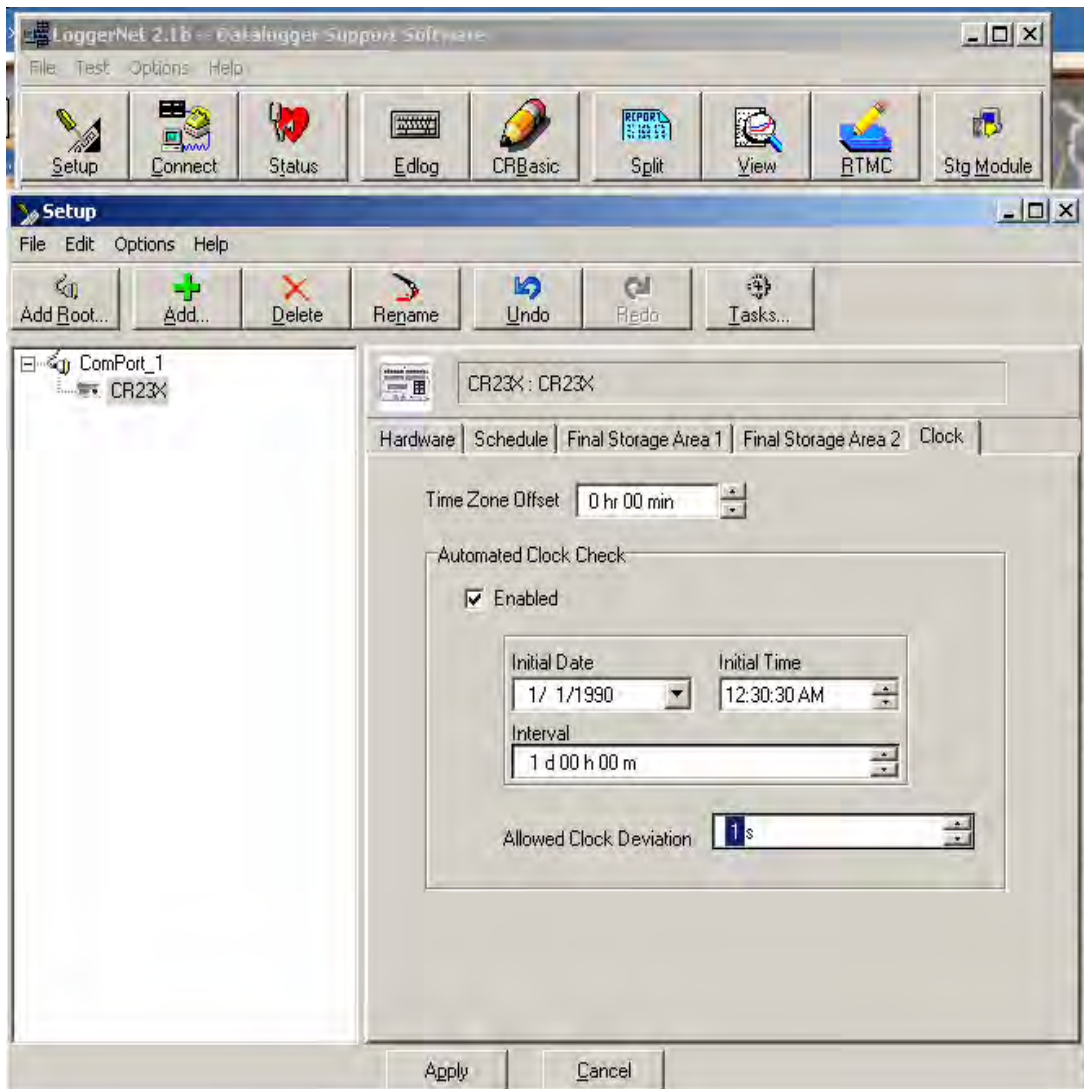 LoggerNet 2.1b -- Datalogger Support Software
File Test Options Help
Setup Connect Status Edlog CRBasic Split View RTMC Stg Module
Setup
File Edit Options Help
Add Root... Add... Delete Rename Undo Redo Tasks...
ComPort_1
CR23X
CR23X : CR23X
Hardware Schedule Final Storage Area 1 Final Storage Area 2 Clock
Time Zone Offset 0 hr 00 min
Automated Clock Check
Enabled
Initial Date Initial Time
1/ 1/1990 12:30:30 AM
Interval
1 d 00 h 00 m
Allowed Clock Deviation 1 s
Apply Cancel